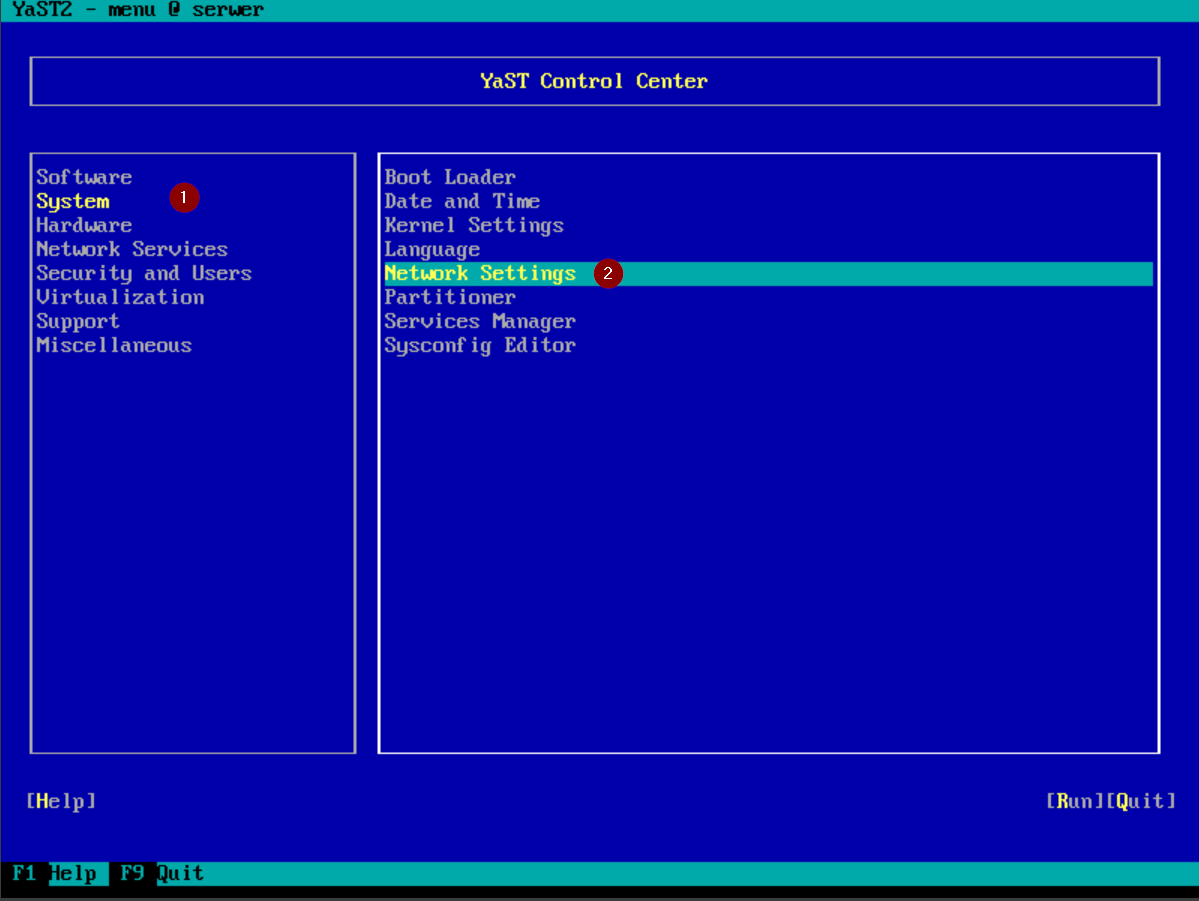 YaST2 - menu @ serwer
YaST Control Center
Software
System 1
Hardware
Network Services
Security and Users
Virtualization
Support
Miscellaneous
Boot Loader
Date and Time
Kernel Settings
Language
Network Settings 2
Partitioner
Services Manager
Sysconfig Editor
[Help] [Run][Quit]
F1 Help F9 Quit